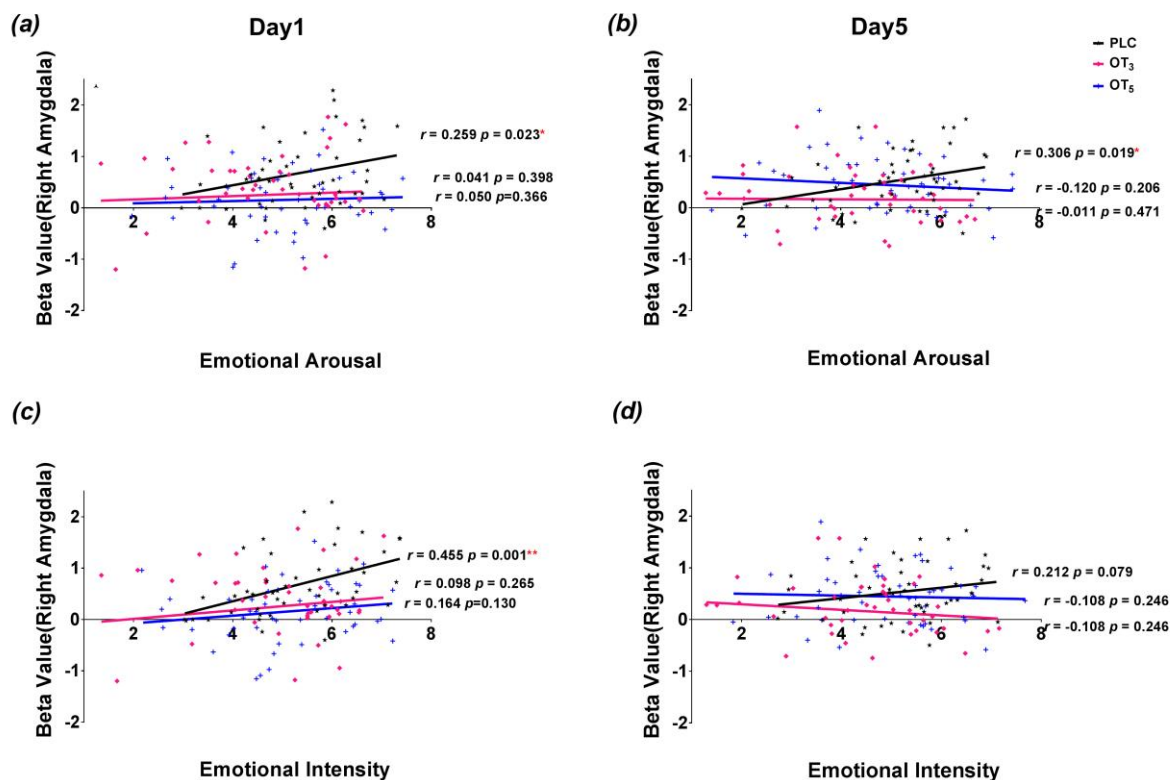 (a)
Day1
Beta Value(Right Amygdala)
2
1
0
-1
-2
2
4
6
8
r = 0.259 p = 0.023*
r = 0.041 p = 0.398
r = 0.050 p=0.366
Emotional Arousal
(b)
Day5
PLC
OT3
OT5
Beta Value(Right Amygdala)
2
1
0
-1
-2
2
4
6
8
r = 0.306 p = 0.019*
r = -0.120 p = 0.206
r = -0.011 p = 0.471
Emotional Arousal
(c)
Beta Value(Right Amygdala)
2
1
0
-1
-2
2
4
6
8
r = 0.455 p = 0.001**
r = 0.098 p = 0.265
r = 0.164 p=0.130
Emotional Intensity
(d)
Beta Value(Right Amygdala)
2
1
0
-1
-2
2
4
6
8
r = 0.212 p = 0.079
r = -0.108 p = 0.246
r = -0.108 p = 0.246
Emotional Intensity